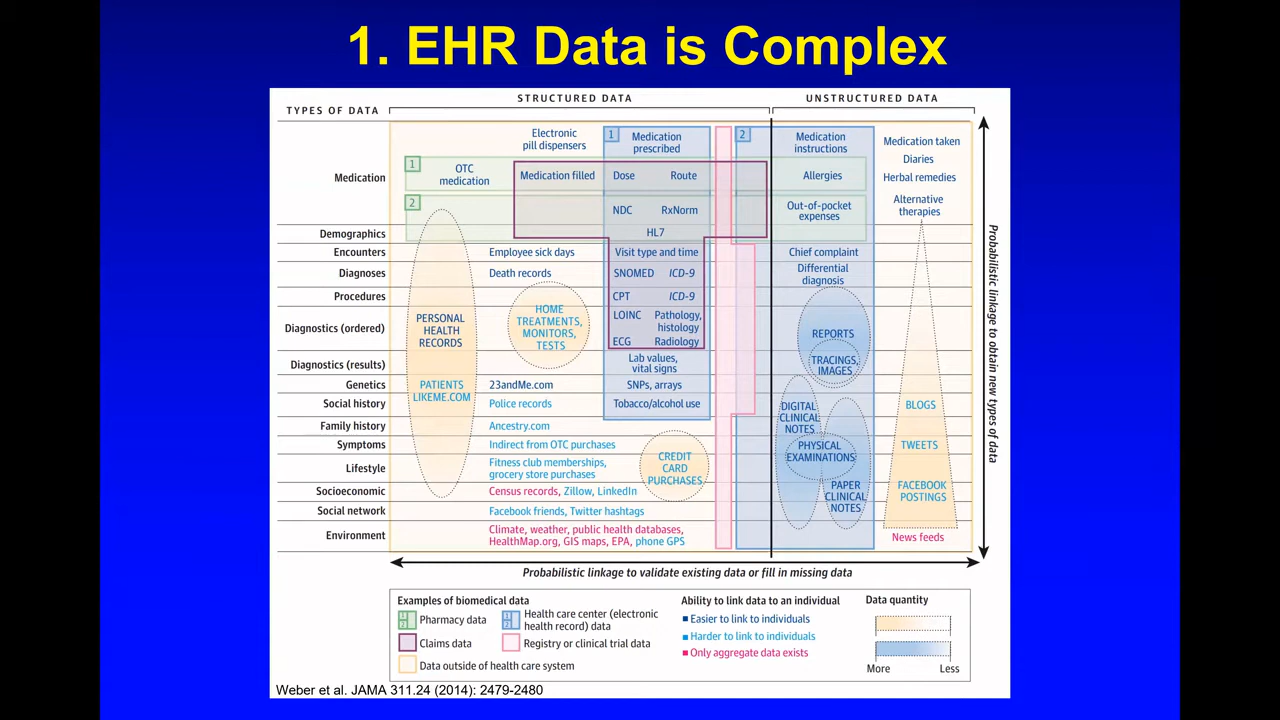 1. EHR Data is Complex
TYPES OF DATA
STRUCTURED DATA
UNSTRUCTURED DATA
Medication
Demographics
Encounters
Diagnoses
Procedures
Diagnostics (ordered)
Diagnostics (results)
Genetics
Social history
Family history
Symptoms
Lifestyle
Socioeconomic
Social network
Environment
1
OTC
medication
2
Electronic
pill dispensers
Medication filled
1
Medication
prescribed
Dose Route
NDC RxNorm
HL7
Visit type and time
SNOMED ICD-9
CPT ICD-9
LOINC Pathology,
histology
ECG Radiology
Lab values,
vital signs
SNPs, arrays
Tobacco/alcohol use
Employee sick days
Death records
HOME
TREATMENTS,
MONITORS,
TESTS
PERSONAL
HEALTH
RECORDS
PATIENTS
LIKEME.COM
23andMe.com
Police records
Ancestry.com
Indirect from OTC purchases
Fitness club memberships,
grocery store purchases
CREDIT
CARD
PURCHASES
Census records, Zillow, LinkedIn
Facebook friends, Twitter hashtags
Climate, weather, public health databases,
HealthMap.org, GIS maps, EPA, phone GPS
2
Medication
instructions
Allergies
Out-of-pocket
expenses
Chief complaint
Differential
diagnosis
REPORTS
TRACINGS,
IMAGES
DIGITAL
CLINICAL
NOTES
PHYSICAL
EXAMINATIONS
PAPER
CLINICAL
NOTES
Medication taken
Diaries
Herbal remedies
Alternative
therapies
BLOGS
TWEETS
FACEBOOK
POSTINGS
News feeds
Probabilistic linkage to obtain new types of data
Probabilistic linkage to validate existing data or fill in missing data
Examples of biomedical data
1
2
Pharmacy data
1
2
Health care center (electronic
health record) data
Claims data
Registry or clinical trial data
Data outside of health care system
Ability to link data to an individual
Easier to link to individuals
Harder to link to individuals
Only aggregate data exists
Data quantity
More Less
Weber et al. JAMA 311.24 (2014): 2479-2480